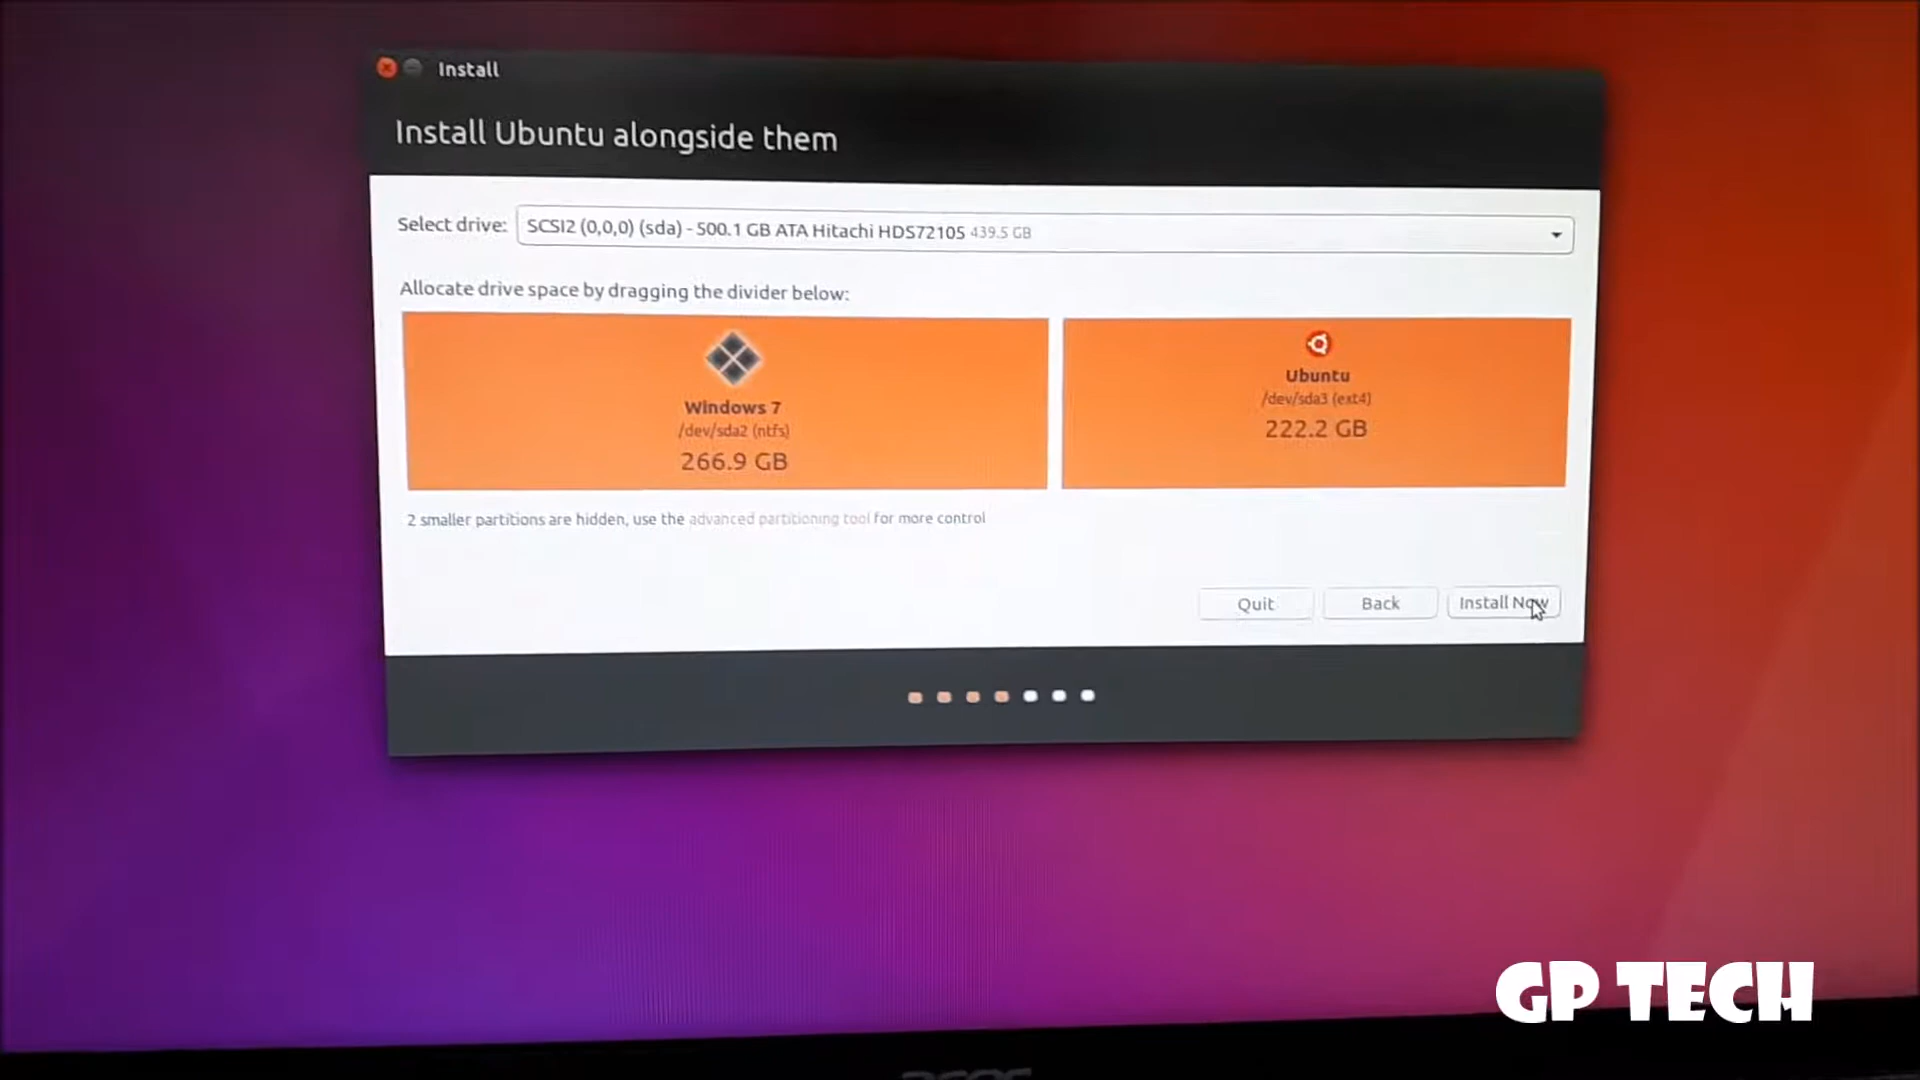 Install
Install Ubuntu alongside them
Select drive: SCSI2 (0,0,0) (sda) - 500.1 GB ATA Hitachi HDS72105 439.5 GB
Allocate drive space by dragging the divider below:
Windows 7
/dev/sda2 (ntfs)
266.9 GB
Ubuntu
/dev/sda3 (ext4)
222.2 GB
2 smaller partitions are hidden, use the advanced partitioning tool for more control
Quit Back Install Now
GP TECH